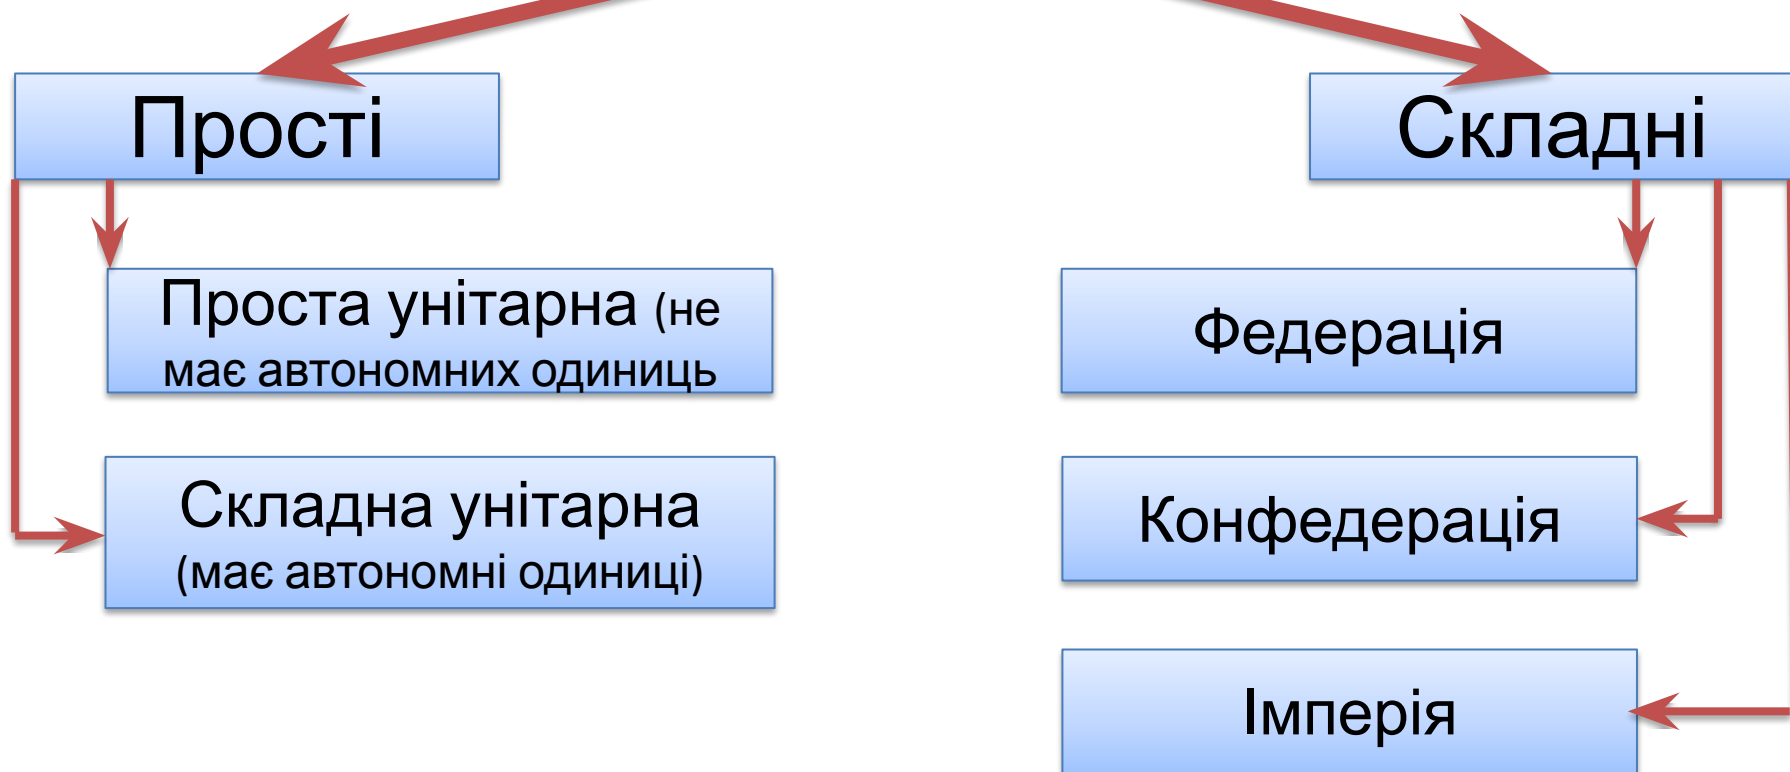 Прості
Складні
Проста унітарна (не
має автономних одиниць
Складна унітарна
(має автономні одиниці)
Федерація
Конфедерація
Імперія